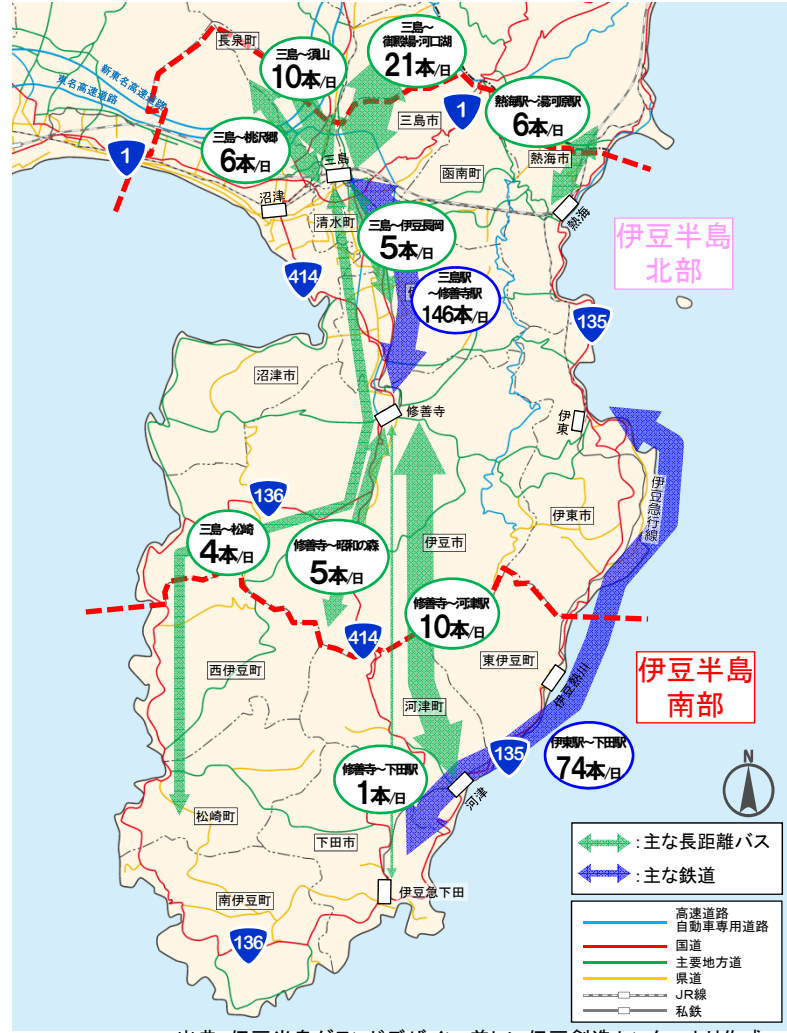 長泉町
新東名高速道路
東名高速道路
三島～須山
10本/日
三島～
御殿場・河口湖
21本/日
熱海駅～湯河原駅
6本/日
1
三島市
1
三島～桃沢郷
6本/日
三島
函南町
熱海市
沼津
清水町
熱海
三島～伊豆長岡
5本/日
伊豆半島
北部
414
三島駅
～修善寺駅
146本/日
135
沼津市
修善寺
伊東
伊豆急行線
136
三島～松崎
4本/日
修善寺～昭和の森
5本/日
伊豆市
伊東市
修善寺～河津駅
10本/日
414
西伊豆町
東伊豆町
伊豆熱川
伊豆半島
南部
河津町
135
伊東駅～下田駅
74本/日
修善寺～下田駅
1本/日
河津
N
松崎町
下田市
南伊豆町
伊豆急下田
136
:主な長距離バス
:主な鉄道
高速道路
自動車専用道路
国道
主要地方道
県道
JR線
私鉄